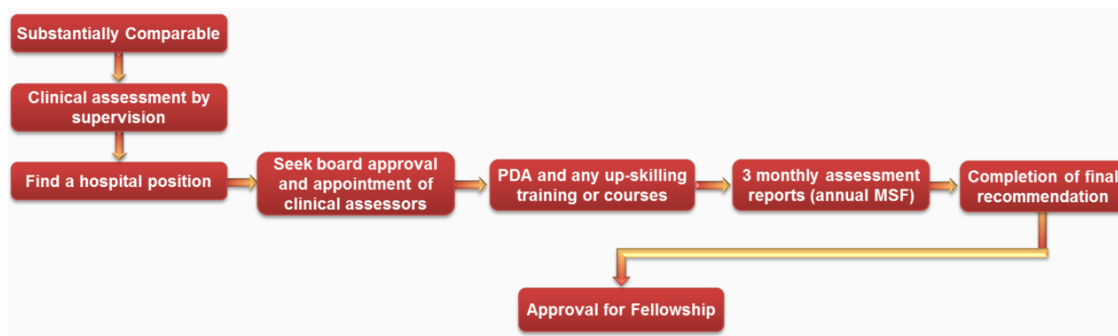 Substantially Comparable
Clinical assessment by
supervision
Find a hospital position
Seek board approval
and appointment of
clinical assessors
PDA and any up-skilling
training or courses
3 monthly assessment
reports (annual MSF)
Completion of final
recommendation
Approval for Fellowship